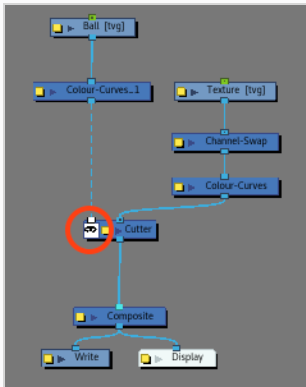 Ball [tvg]
Colour-Curves_1
Texture [tvg]
Channel-Swap
Colour-Curves
Cutter
Composite
Write
Display